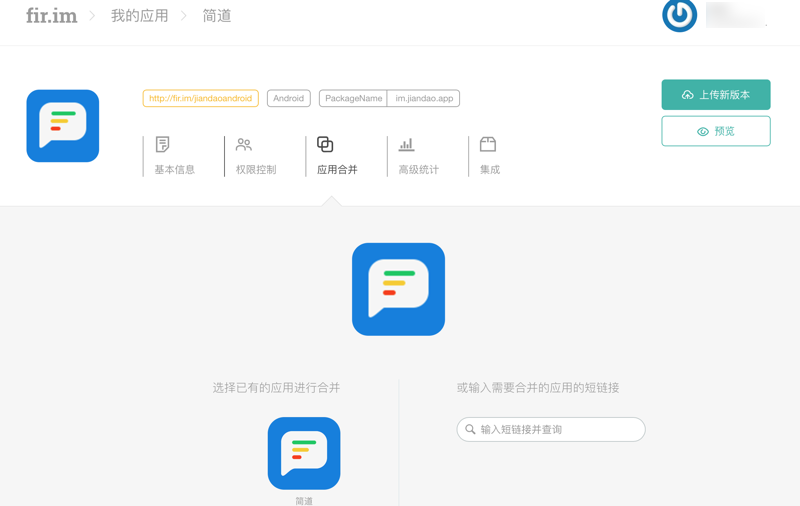 fir.im 我的应用 简道
http://fir.im/jiandaoandroid Android PackageName im.jiandao.app
上传新版本
预览
基本信息 权限控制 应用合并 高级统计 集成
选择已有的应用进行合并 或输入需要合并的应用的短链接
输入短链接并查询
简道